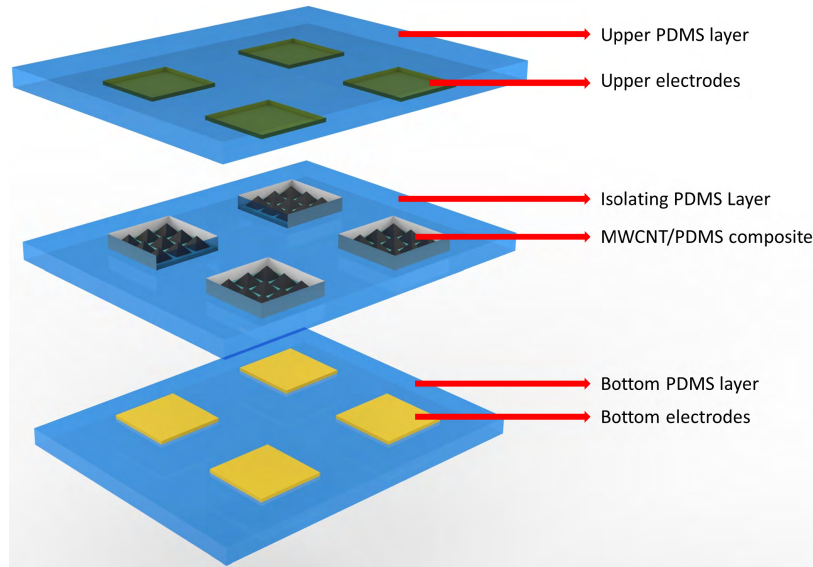 Upper PDMS layer
Upper electrodes
Isolating PDMS Layer
MWCNT/PDMS composite
Bottom PDMS layer
Bottom electrodes